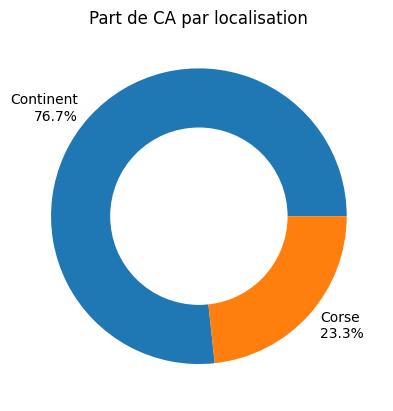 Part de CA par localisation
Continent
76.7%
Corse
23.3%